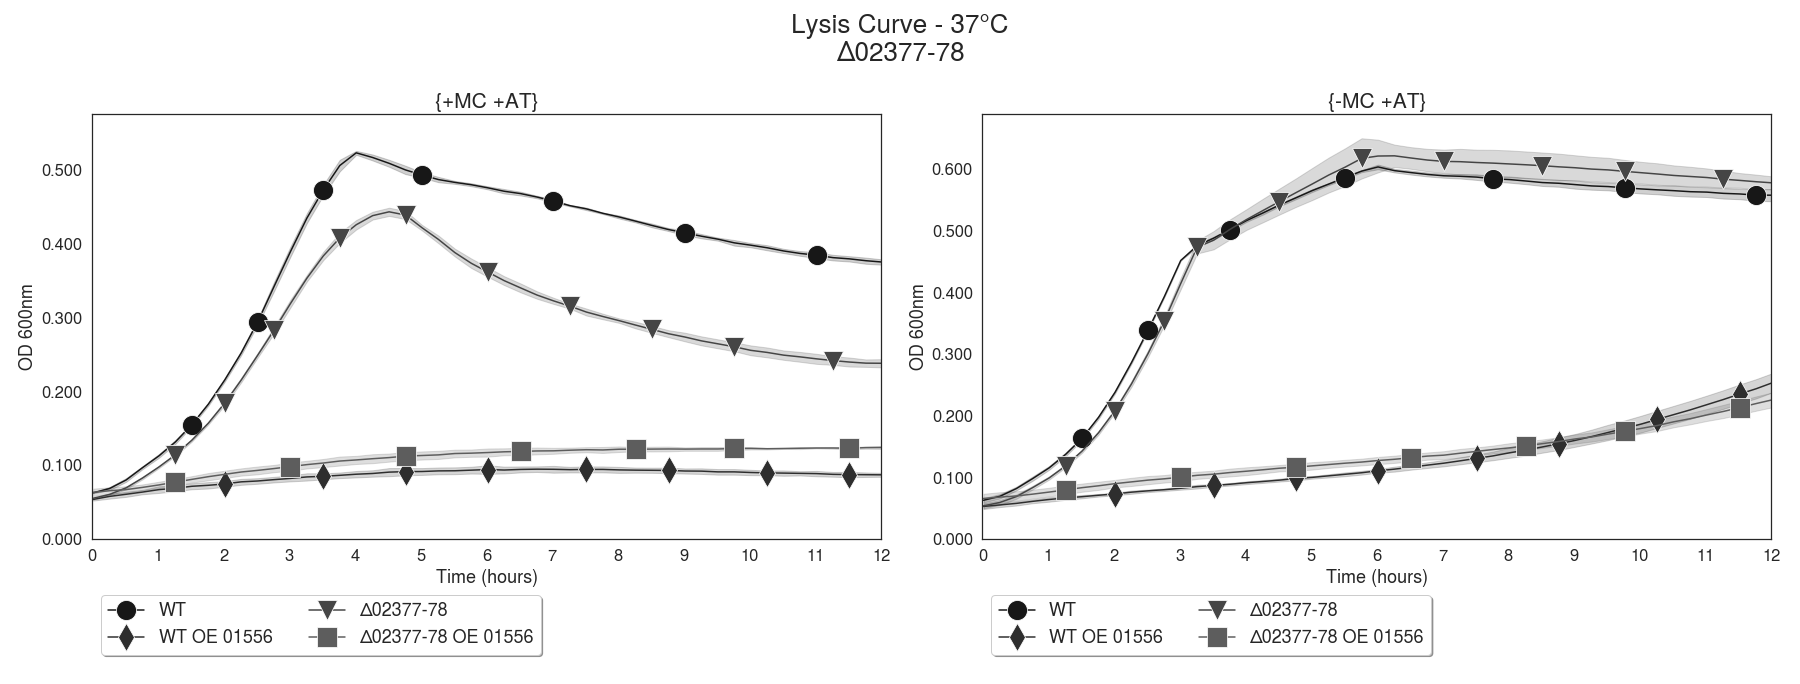 Lysis Curve - 37°C
Δ02377-78
{+MC +AT}
OD 600nm
0.500
0.400
0.300
0.200
0.100
0.000
0 1 2 3 4 5 6 7 8 9 10 11 12
Time (hours)
WT
WT OE 01556
Δ02377-78
Δ02377-78 OE 01556
{-MC +AT}
OD 600nm
0.600
0.500
0.400
0.300
0.200
0.100
0.000
0 1 2 3 4 5 6 7 8 9 10 11 12
Time (hours)
WT
WT OE 01556
Δ02377-78
Δ02377-78 OE 01556